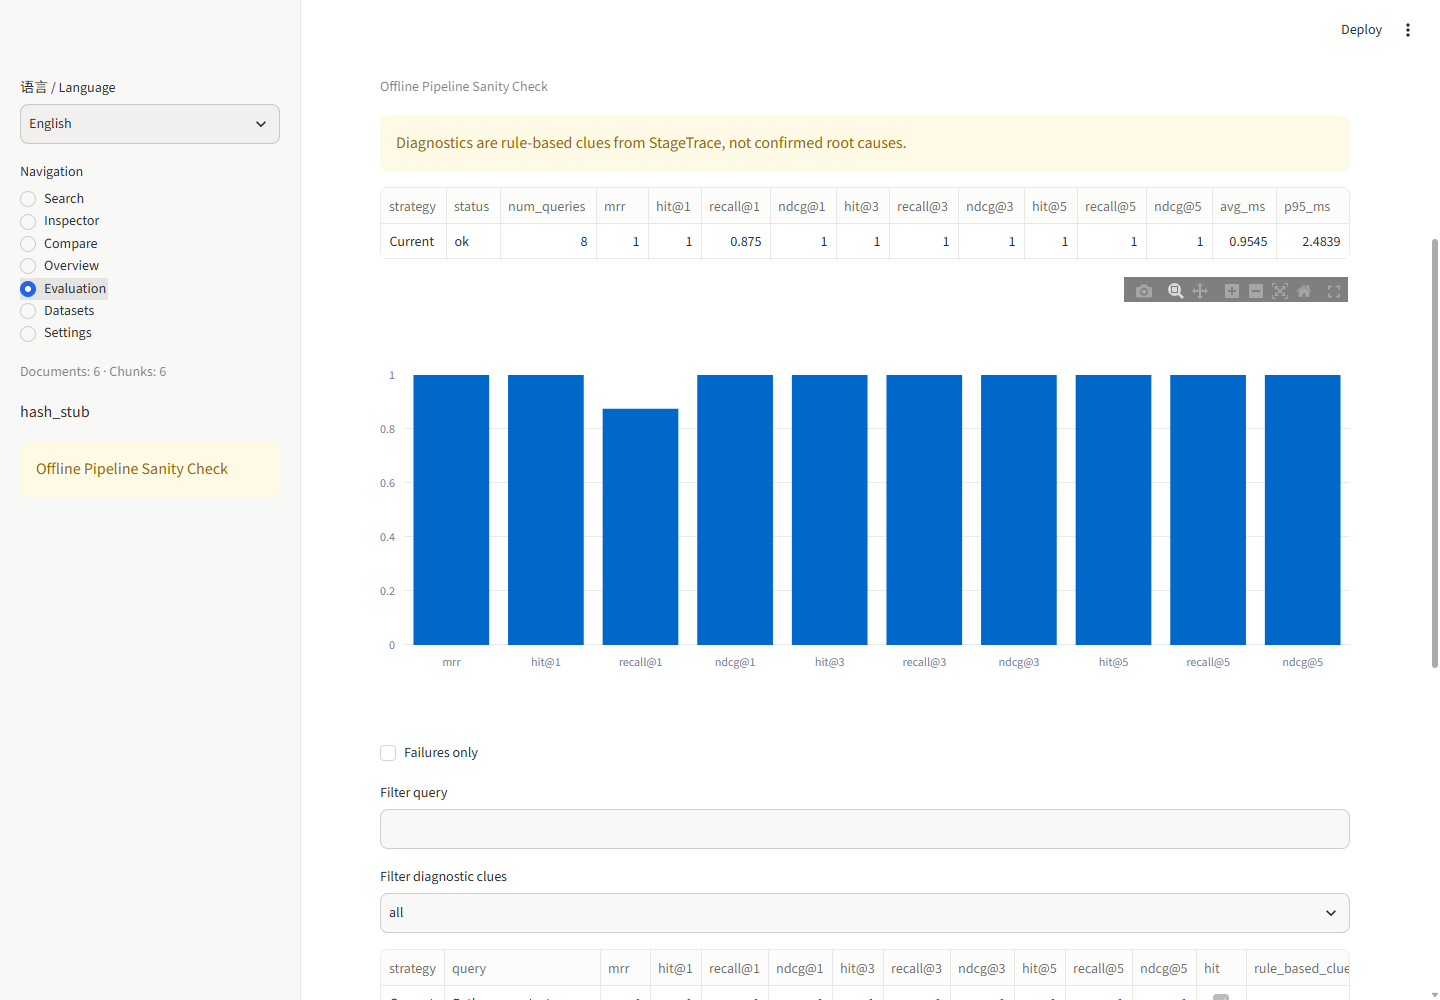 Deploy
语言 / Language
English
Navigation
Search
Inspector
Compare
Overview
Evaluation
Datasets
Settings
Documents: 6 · Chunks: 6
hash_stub
Offline Pipeline Sanity Check
Offline Pipeline Sanity Check
Diagnostics are rule-based clues from StageTrace, not confirmed root causes.
strategy status num_queries mrr hit@1 recall@1 ndcg@1 hit@3 recall@3 ndcg@3 hit@5 recall@5 ndcg@5 avg_ms p95_ms
Current ok 8 1 1 0.875 1 1 1 1 1 1 1 0.9545 2.4839
1
0.8
0.6
0.4
0.2
0
mrr hit@1 recall@1 ndcg@1 hit@3 recall@3 ndcg@3 hit@5 recall@5 ndcg@5
Failures only
Filter query
Filter diagnostic clues
all
strategy query mrr hit@1 recall@1 ndcg@1 hit@3 recall@3 ndcg@3 hit@5 recall@5 ndcg@5 hit rule_based_clue